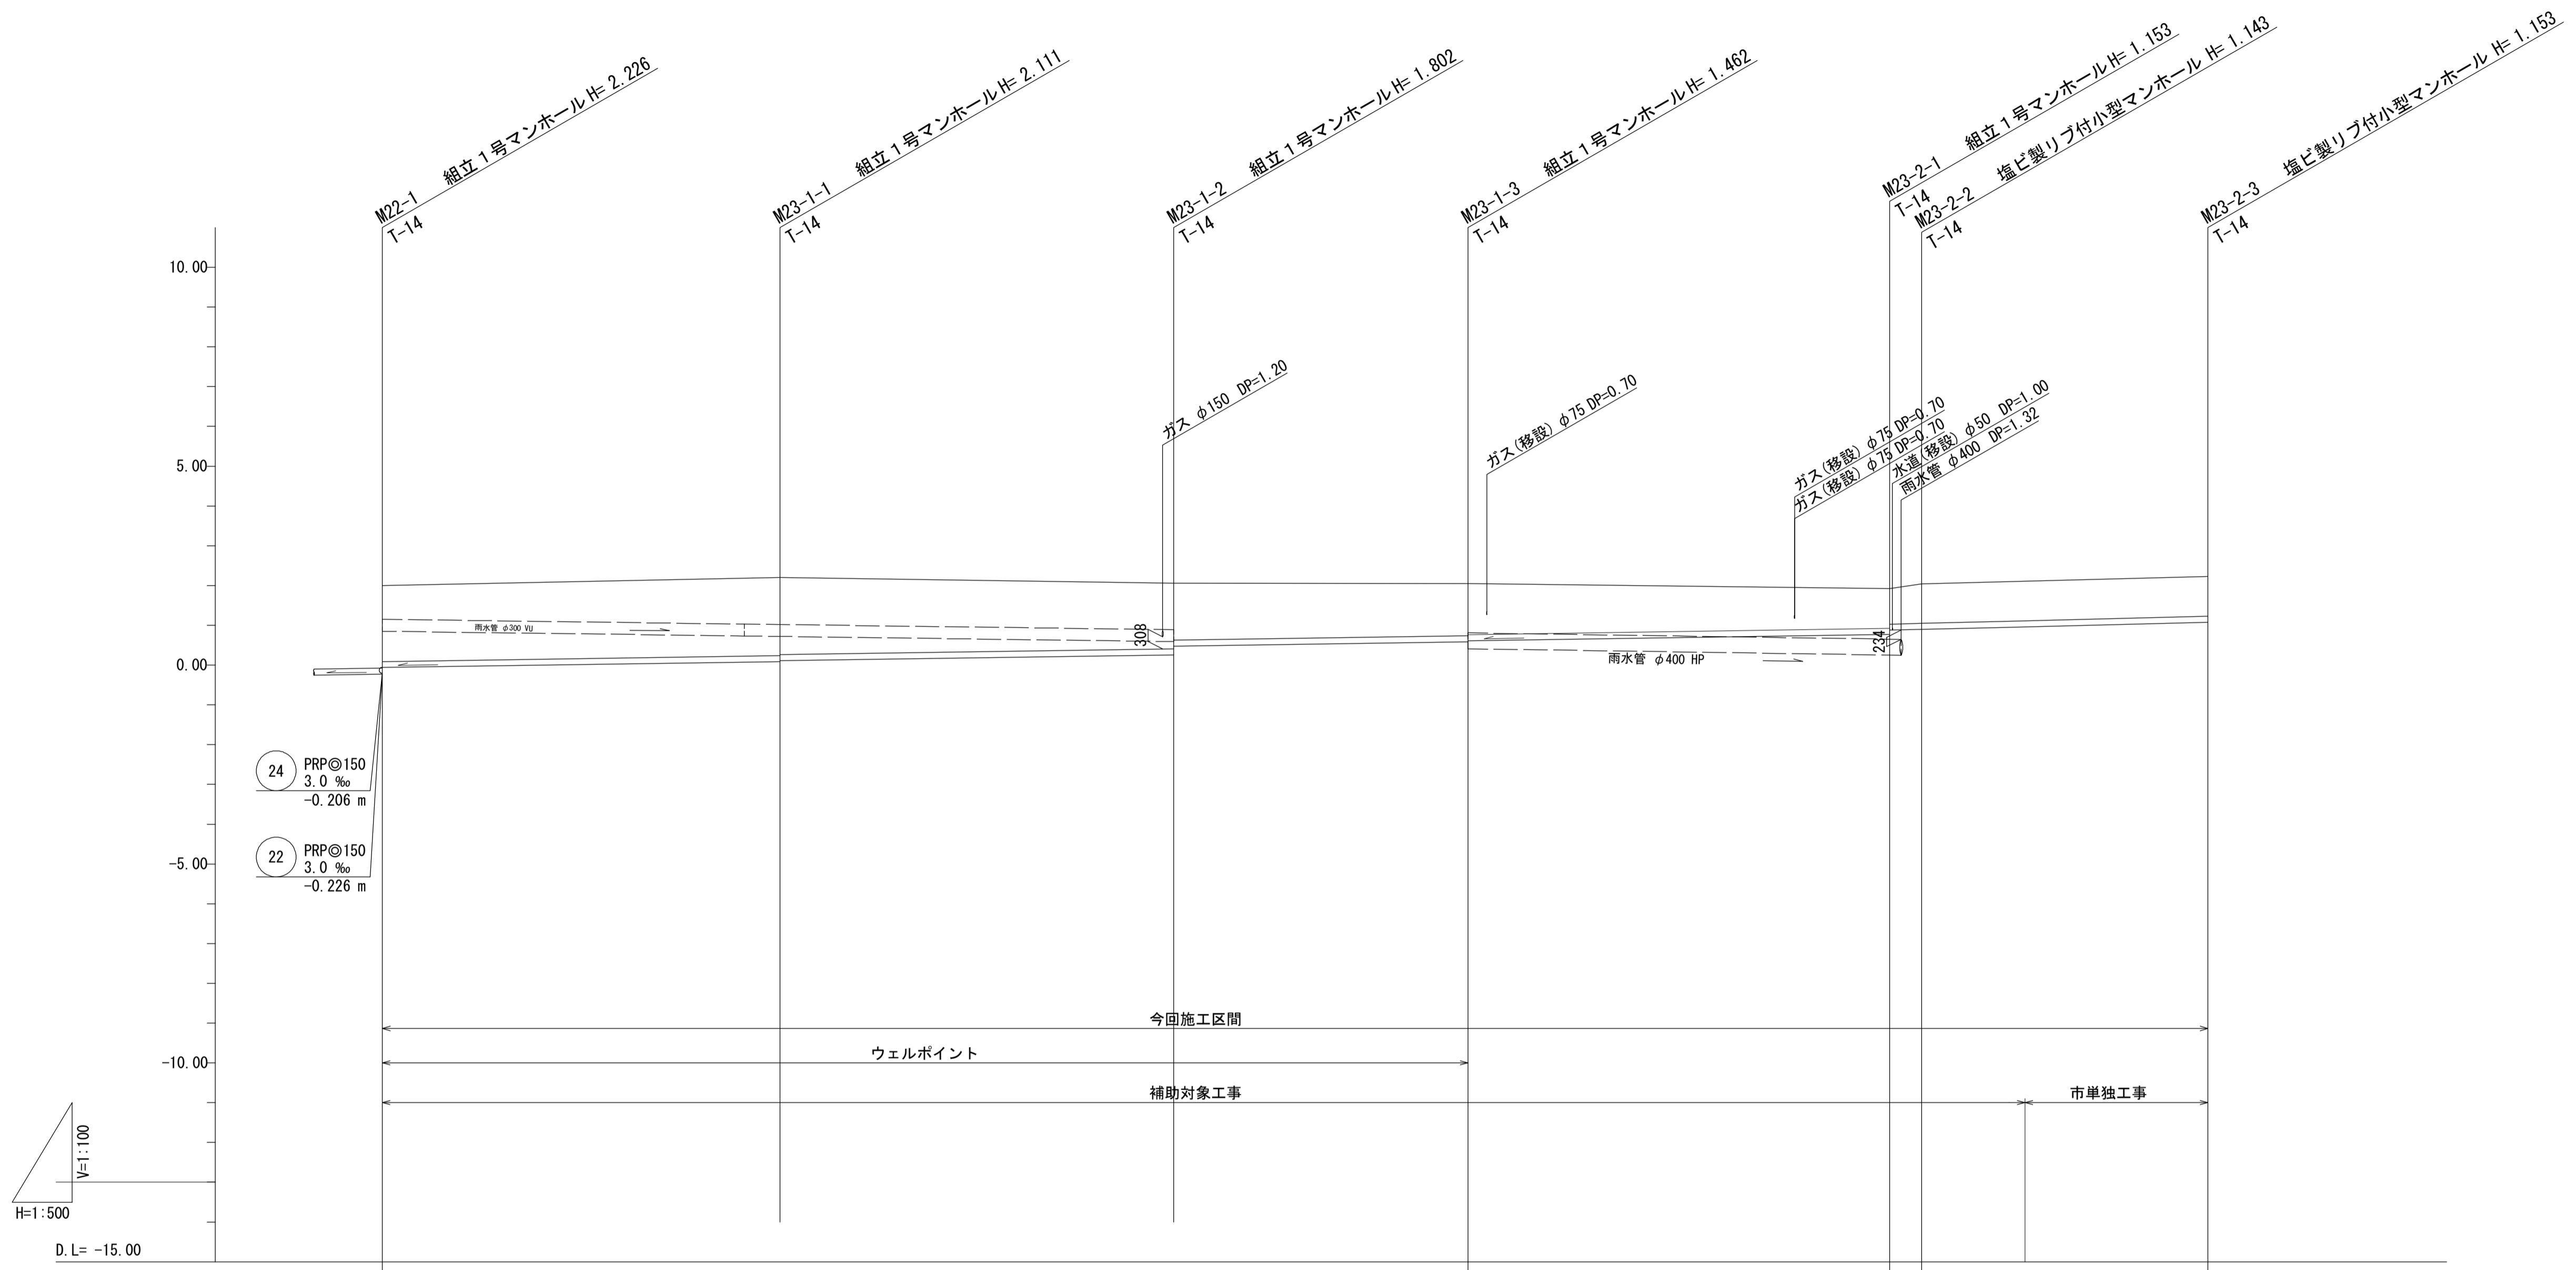 M22-1 組立１号マンホール H= 2.226
T-14
M23-1-1 組立１号マンホール H= 2.111
T-14
M23-1-2 組立１号マンホール H= 1.802
T-14
M23-1-3 組立１号マンホール H= 1.462
T-14
M23-2-1 組立１号マンホール H= 1.153
T-14
M23-2-2 塩ビ製リブ付小型マンホール H= 1.143
T-14
M23-2-3 塩ビ製リブ付小型マンホール H= 1.153
T-14
10.00
5.00
0.00
-5.00
-10.00
ガス φ150 DP=1.20
ガス(移設) φ75 DP=0.70
ガス(移設) φ75 DP=0.70
ガス(移設) φ75 DP=0.70
水道(移設) φ50 DP=1.00
雨水管 φ400 DP=1.32
雨水管 φ300 VU
308
雨水管 φ400 HP
234
24 PRP◎150
3.0 ‰
-0.206 m
22 PRP◎150
3.0 ‰
-0.226 m
今回施工区間
ウェルポイント
補助対象工事
市単独工事
V=1:100
H=1:500
D.L= -15.00